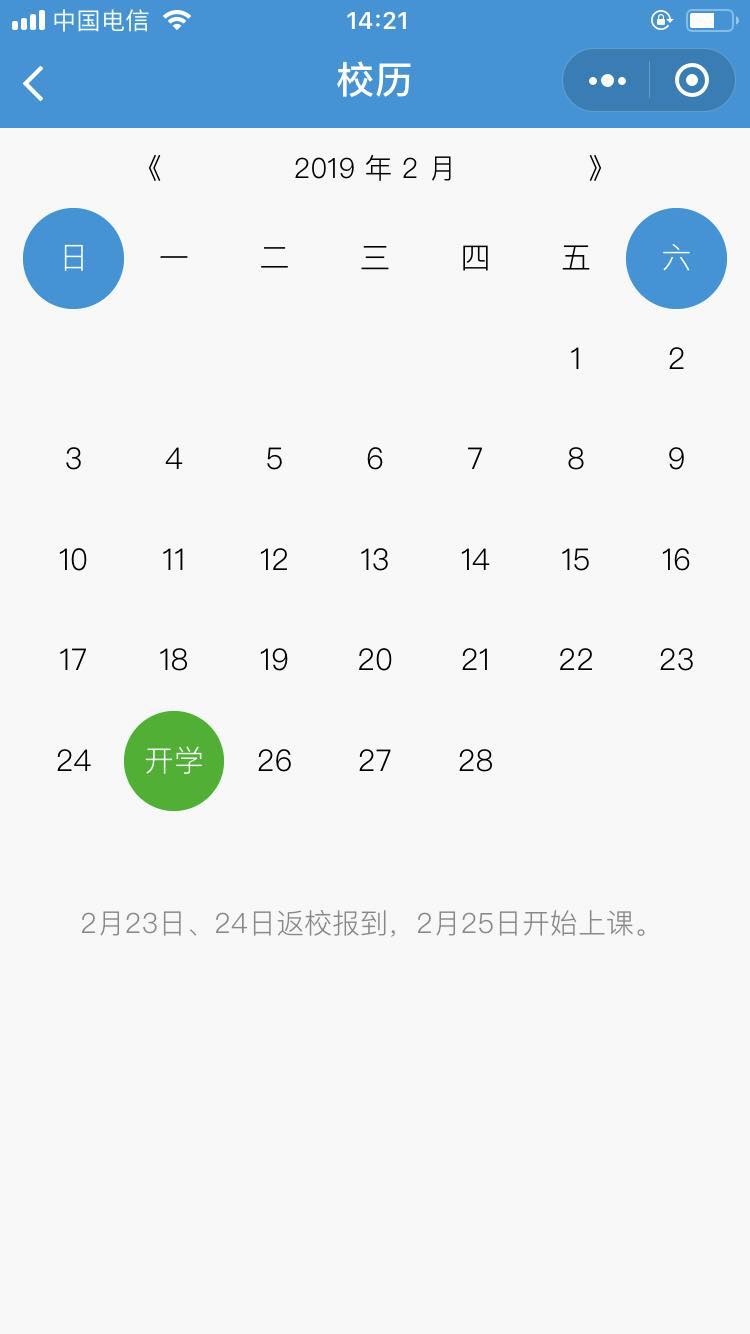 中国电信 14:21
校历
《 2019 年 2 月 》
日 一 二 三 四 五 六
1 2
3 4 5 6 7 8 9
10 11 12 13 14 15 16
17 18 19 20 21 22 23
24 开学 26 27 28
2月23日、24日返校报到，2月25日开始上课。